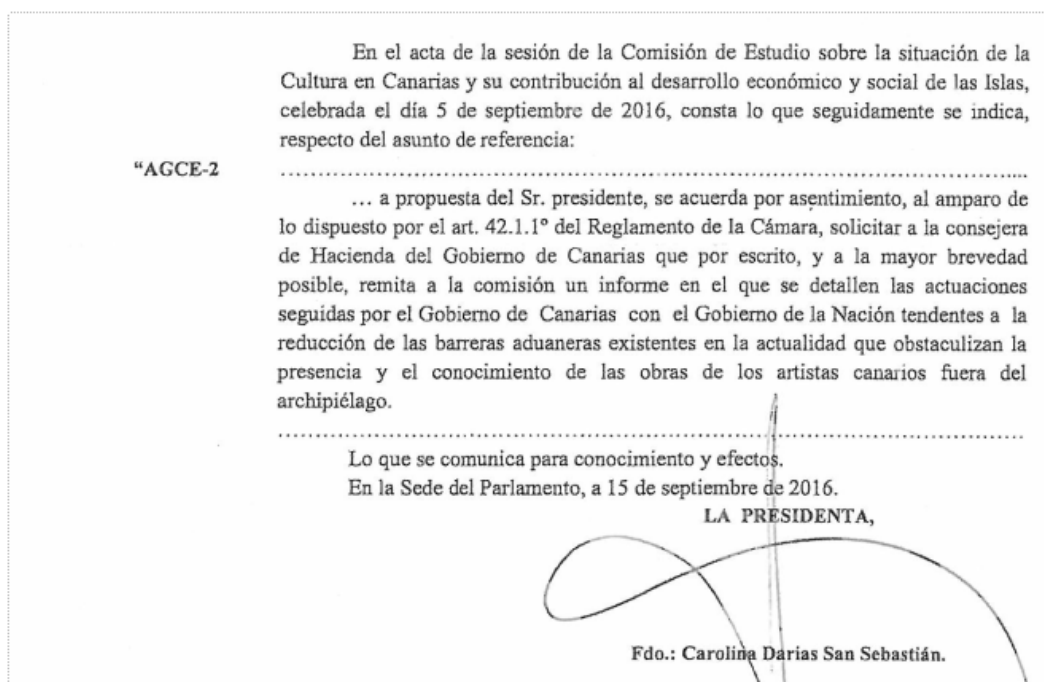 En el acta de la sesión de la Comisión de Estudio sobre la situación de la
Cultura en Canarias y su contribución al desarrollo económico y social de las Islas,
celebrada el día 5 de septiembre de 2016, consta lo que seguidamente se indica,
respecto del asunto de referencia:
“AGCE-2 ..........................................................................................................
... a propuesta del Sr. presidente, se acuerda por asentimiento, al amparo de
lo dispuesto por el art. 42.1.1º del Reglamento de la Cámara, solicitar a la consejera
de Hacienda del Gobierno de Canarias que por escrito, y a la mayor brevedad
posible, remita a la comisión un informe en el que se detallen las actuaciones
seguidas por el Gobierno de Canarias con el Gobierno de la Nación tendentes a la
reducción de las barreras aduaneras existentes en la actualidad que obstaculizan la
presencia y el conocimiento de las obras de los artistas canarios fuera del
archipiélago.
..........................................................................................................
Lo que se comunica para conocimiento y efectos.
En la Sede del Parlamento, a 15 de septiembre de 2016.
LA PRESIDENTA,
Fdo.: Carolina Darias San Sebastián.